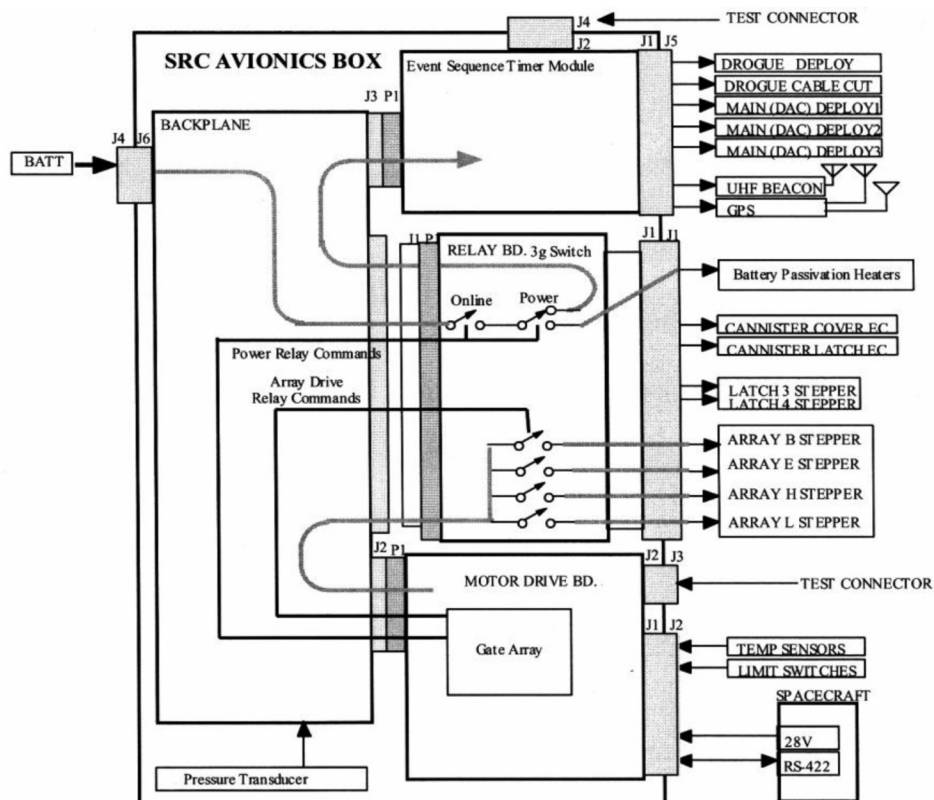 TEST CONNECTOR
J4
J2
J1 J5
SRC AVIONICS BOX
Event Sequence Timer Module
DROGUE DEPLOY
DROGUE CABLE CUT
MAIN (DAC) DEPLOY1
MAIN (DAC) DEPLOY2
MAIN (DAC) DEPLOY3
UHF BEACON
GPS
J3 P1
BACKPLANE
J4 J6
BATT
J1 P
RELAY BD. 3g Switch
J1 J1
Online
Power
Battery Passivation Heaters
CANNISTER COVER EC
CANNISTER LATCH EC
Power Relay Commands
Array Drive
Relay Commands
LATCH 3 STEPPER
LATCH 4 STEPPER
ARRAY B STEPPER
ARRAY E STEPPER
ARRAY H STEPPER
ARRAY L STEPPER
J2 P1
MOTOR DRIVE BD.
J2 J3
TEST CONNECTOR
Gate Array
J1 J2
TEMP SENSORS
LIMIT SWITCHES
SPACECRAFT
28V
RS-422
Pressure Transducer